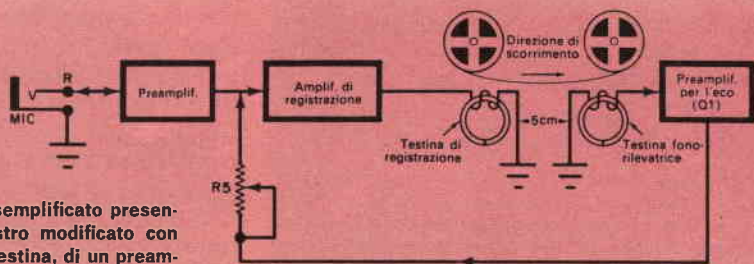 Direzione di
scorrimento
R
V
MIC
Preamplif.
Amplif. di
registrazione
Preamplif.
per l'eco
(Q1)
Testina di
registrazione
5cm
Testina fono-
rilevatrice
R5
semplificato presen-
stro modificato con
testina, di un pream-